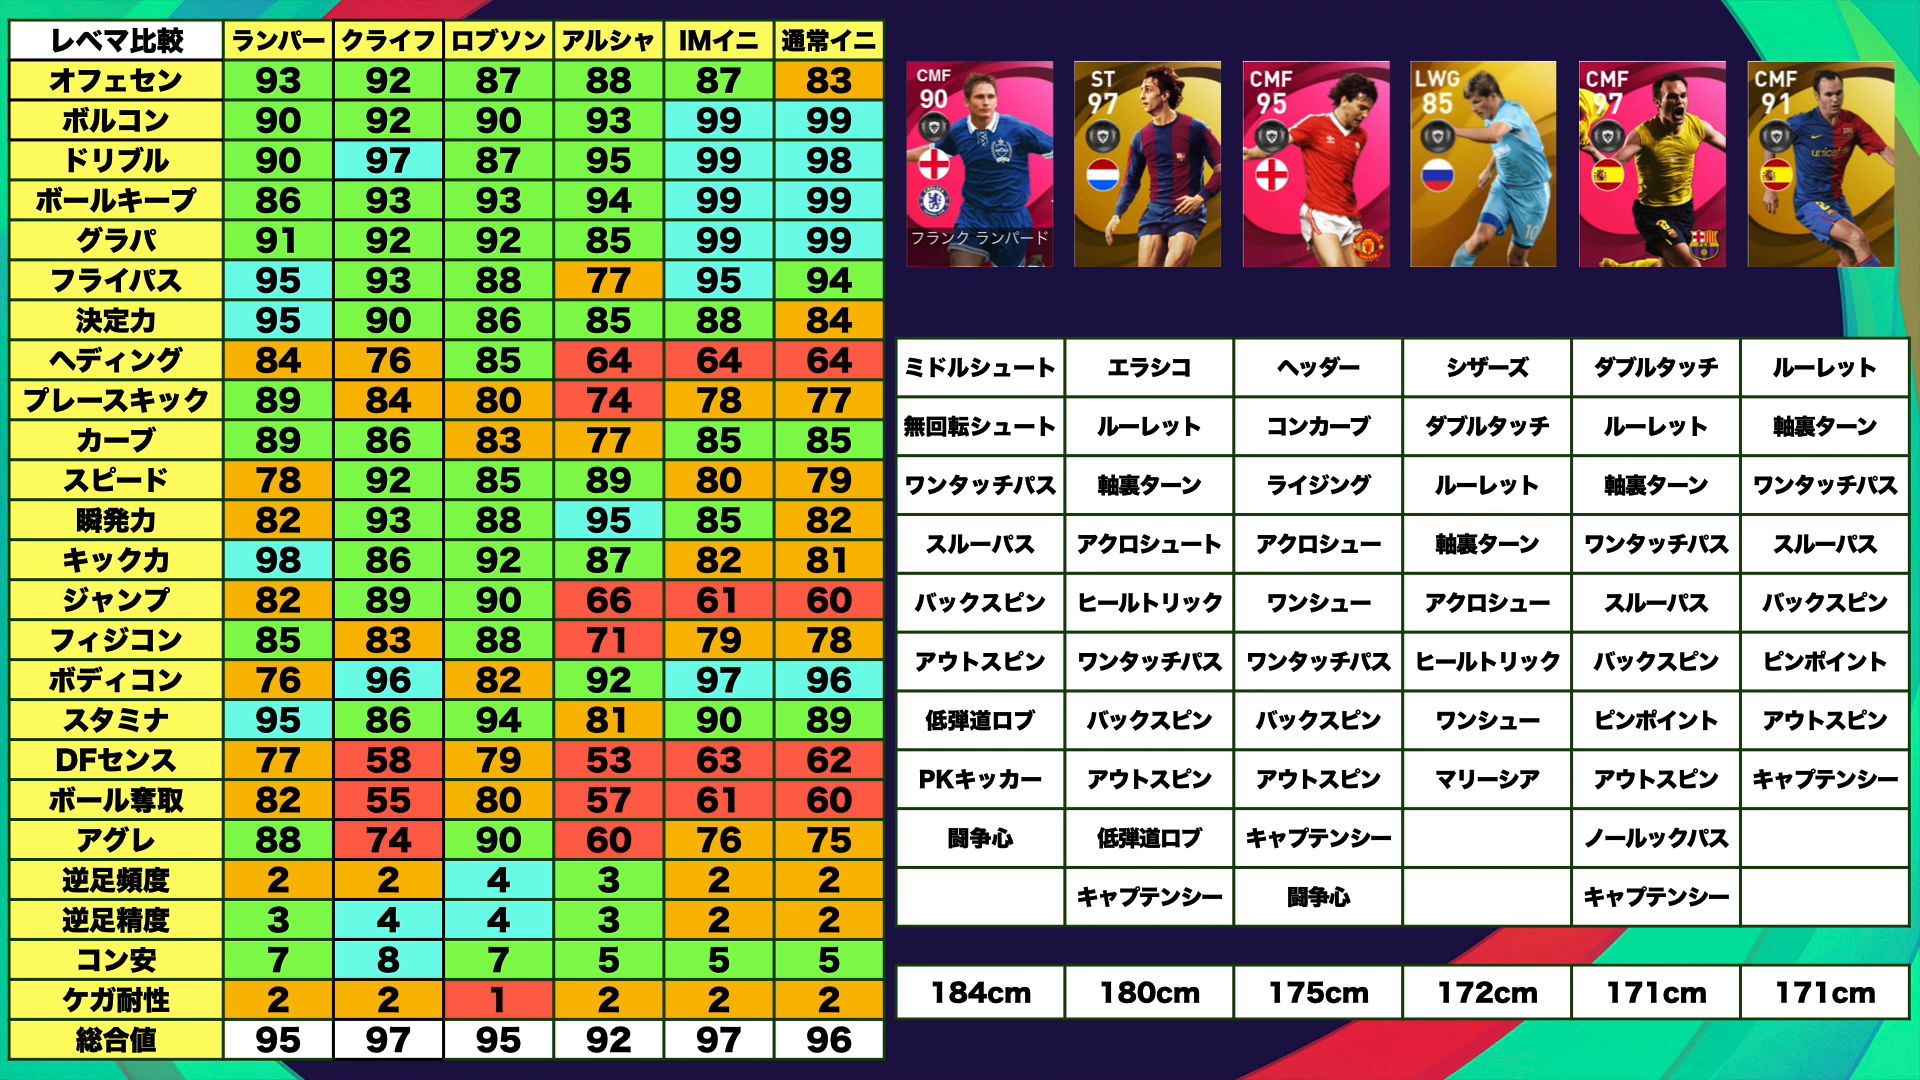 レベマ比較 ランパー クライフ ロブソン アルシャ IMイニ 通常イニ
オフェセン 93 92 87 88 87 83
ボルコン 90 92 90 93 99 99
ドリブル 90 97 87 95 99 98
ボールキープ 86 93 93 94 99 99
グラパ 91 92 92 85 99 99
フライパス 95 93 88 77 95 94
決定力 95 90 86 85 88 84
ヘディング 84 76 85 64 64 64
プレースキック 89 84 80 74 78 77
カーブ 89 86 83 77 85 85
スピード 78 92 85 89 80 79
瞬発力 82 93 88 95 85 82
キック力 98 86 92 87 82 81
ジャンプ 82 89 90 66 61 60
フィジコン 85 83 88 71 79 78
ボディコン 76 96 82 92 97 96
スタミナ 95 86 94 81 90 89
DFセンス 77 58 79 53 63 62
ボール奪取 82 55 80 57 61 60
アグレ 88 74 90 60 76 75
逆足頻度 2 2 4 3 2 2
逆足精度 3 4 4 3 2 2
コン安 7 8 7 5 5 5
ケガ耐性 2 2 1 2 2 2
総合値 95 97 95 92 97 96
CMF ST CMF LWG CMF CMF
90 97 95 85 97 91
フランク ランパード
unicef
10
ミドルシュート エラシコ ヘッダー シザーズ ダブルタッチ ルーレット
無回転シュート ルーレット コンカーブ ダブルタッチ ルーレット 軸裏ターン
ワンタッチパス 軸裏ターン ライジング ルーレット 軸裏ターン ワンタッチパス
スルーパス アクロシュート アクロシュー 軸裏ターン ワンタッチパス スルーパス
バックスピン ヒールトリック ワンシュー アクロシュー スルーパス バックスピン
アウトスピン ワンタッチパス ワンタッチパス ヒールトリック バックスピン ピンポイント
低弾道ロブ バックスピン バックスピン ワンシュー ピンポイント アウトスピン
PKキッカー アウトスピン アウトスピン マリーシア アウトスピン キャプテンシー
闘争心 低弾道ロブ キャプテンシー ノールックパス
キャプテンシー 闘争心 キャプテンシー
184cm 180cm 175cm 172cm 171cm 171cm